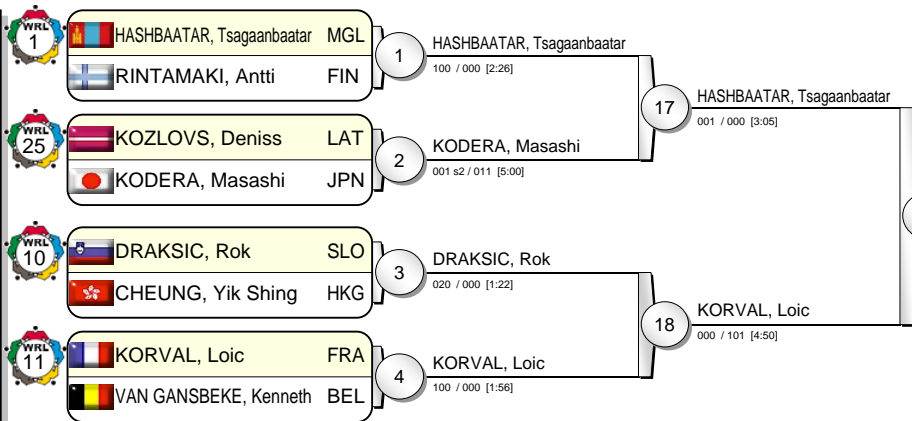 WRL
1
HASHBAATAR, Tsagaanbaatar MGL
RINTAMAKI, Antti FIN
1
HASHBAATAR, Tsagaanbaatar
100 / 000 [2:26]
WRL
25
KOZLOVS, Deniss LAT
KODERA, Masashi JPN
2
KODERA, Masashi
001 s2 / 011 [5:00]
17
HASHBAATAR, Tsagaanbaatar
001 / 000 [3:05]
WRL
10
DRAKSIC, Rok SLO
CHEUNG, Yik Shing HKG
3
DRAKSIC, Rok
020 / 000 [1:22]
18
KORVAL, Loic
000 / 101 [4:50]
WRL
11
KORVAL, Loic FRA
VAN GANSBEKE, Kenneth BEL
4
KORVAL, Loic
100 / 000 [1:56]